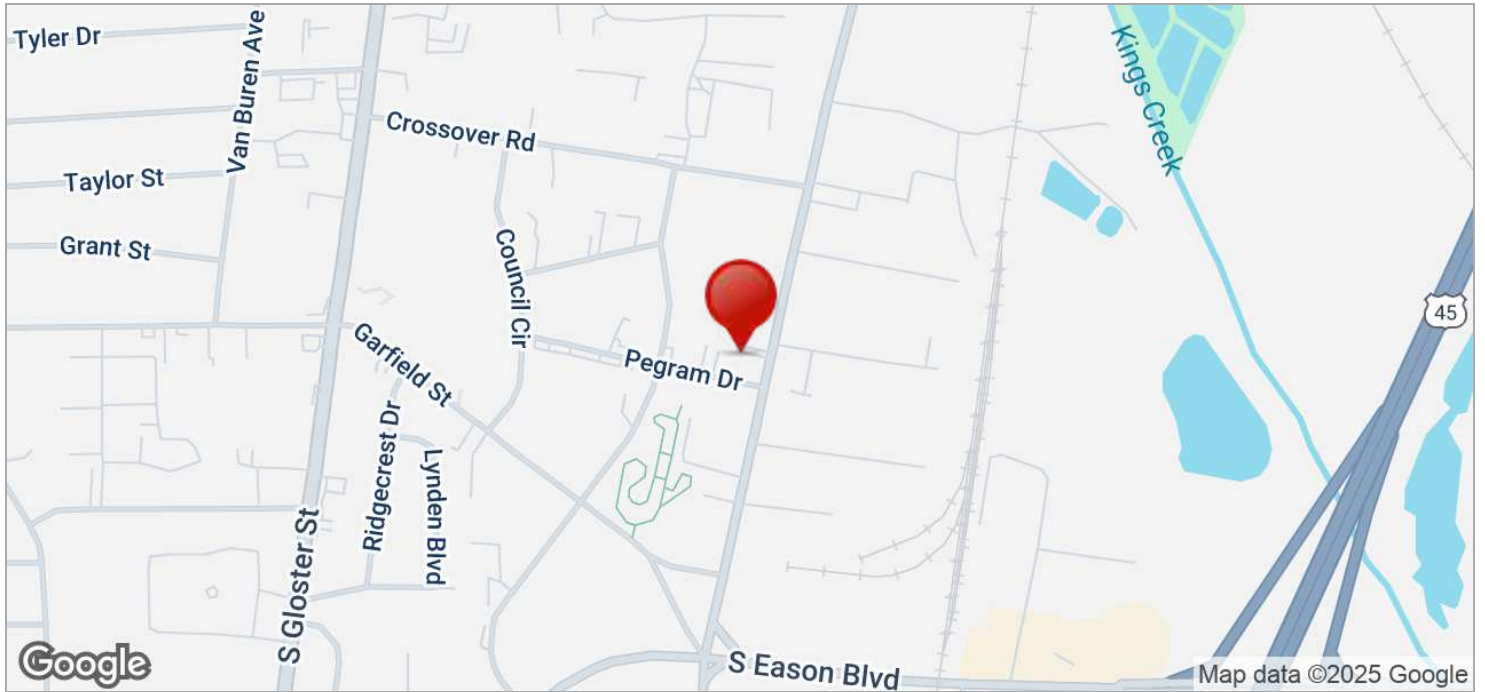 Tyler Dr
Van Buren Ave
Kings Creek
Crossover Rd
Taylor St
Grant St
Council Cir
45
Garfield St
Pegram Dr
Ridgecrest Dr
Lynden Blvd
S Gloster St
S Eason Blvd
Google
Map data ©2025 Google